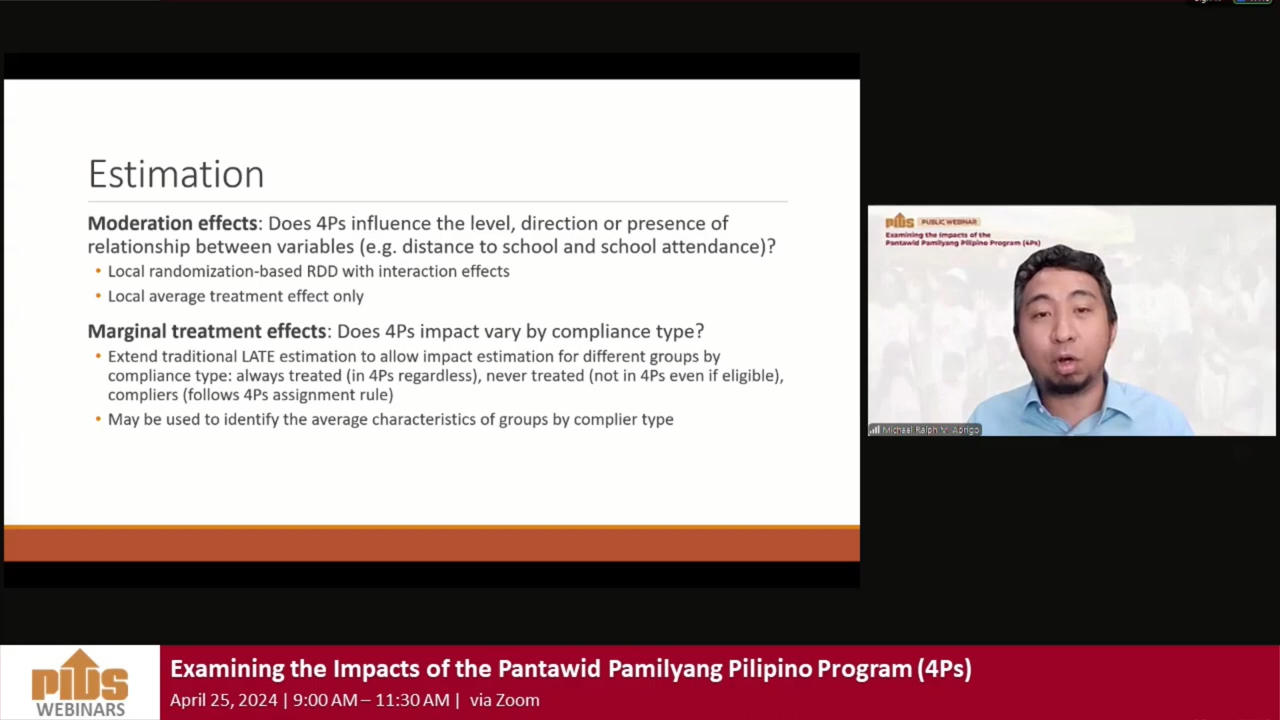 Estimation
Moderation effects: Does 4Ps influence the level, direction or presence of
relationship between variables (e.g. distance to school and school attendance)?
• Local randomization-based RDD with interaction effects
• Local average treatment effect only
Marginal treatment effects: Does 4Ps impact vary by compliance type?
• Extend traditional LATE estimation to allow impact estimation for different groups by
compliance type: always treated (in 4Ps regardless), never treated (not in 4Ps even if eligible),
compliers (follows 4Ps assignment rule)
• May be used to identify the average characteristics of groups by complier type
PIDS PUBLIC WEBINAR
Examining the Impacts of the
Pantawid Pamilyang Pilipino Program (4Ps)
Michael Ralph M. Abrigo
PIDS
WEBINARS
Examining the Impacts of the Pantawid Pamilyang Pilipino Program (4Ps)
April 25, 2024 | 9:00 AM – 11:30 AM | via Zoom